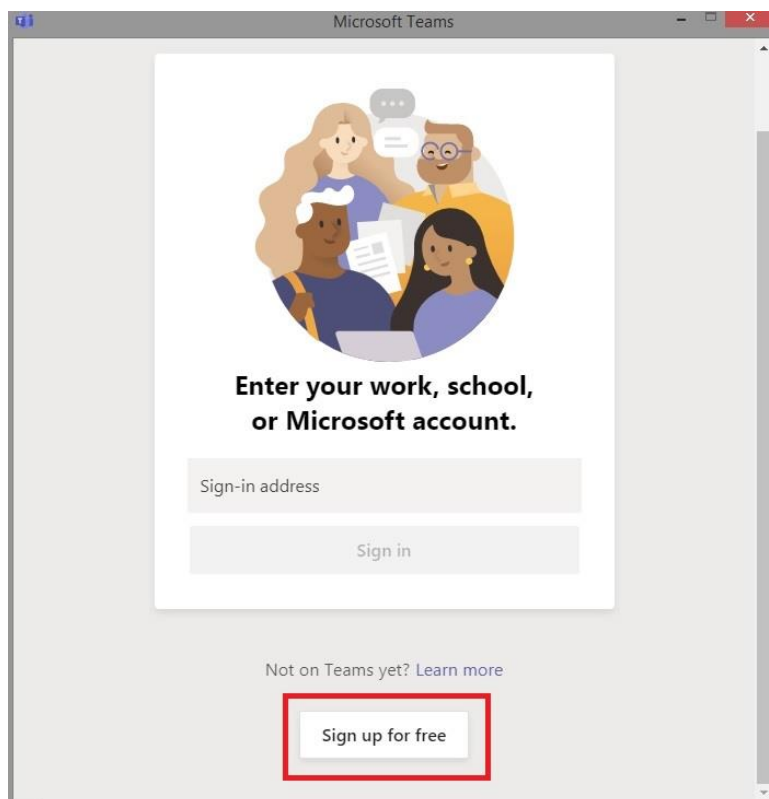 Microsoft Teams
Enter your work, school,
or Microsoft account.
Sign-in address
Sign in
Not on Teams yet? Learn more
Sign up for free